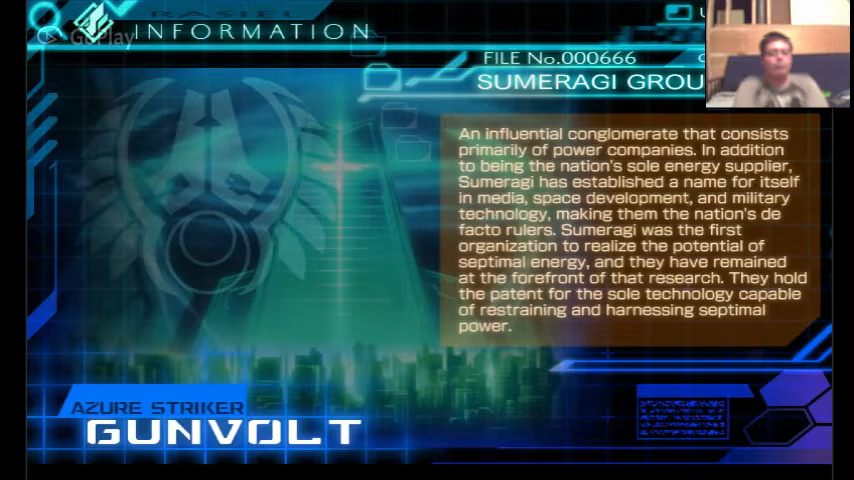 GoPlay
INFORMATION
FILE No.000666
SUMERAGI GROU
An influential conglomerate that consists
primarily of power companies. In addition
to being the nation's sole energy supplier,
Sumeragi has established a name for itself
in media, space development, and military
technology, making them the nation's de
facto rulers. Sumeragi was the first
organization to realize the potential of
septimal energy, and they have remained
at the forefront of that research. They hold
the patent for the sole technology capable
of restraining and harnessing septimal
power.
AZURE STRIKER
GUNVOLT